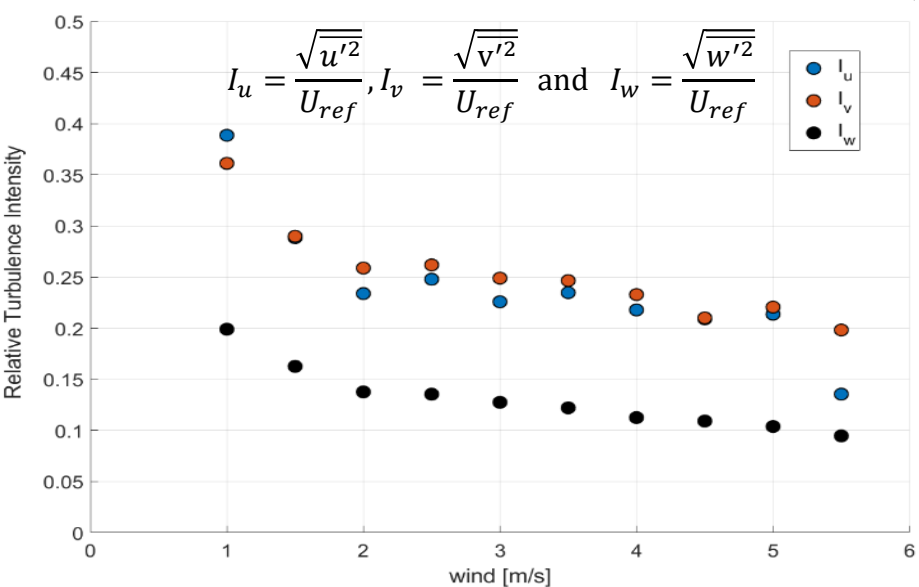 0.5
0.45
0.4
0.35
0.3
0.25
0.2
0.15
0.1
0.05
0
Relative Turbulence Intensity
I_u = √(u′²)/U_ref, I_v = √(v′²)/U_ref and I_w = √(w′²)/U_ref
I_u
I_v
I_w
0 1 2 3 4 5 6
wind [m/s]